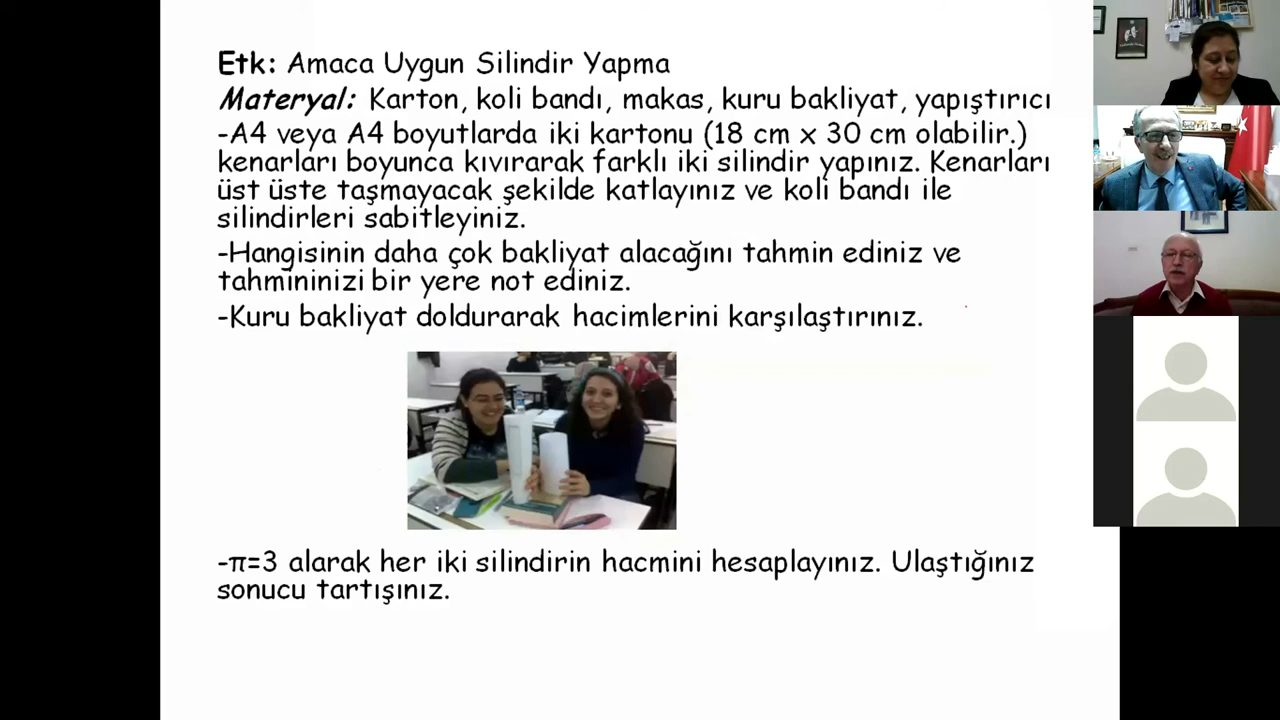 Etk: Amaca Uygun Silindir Yapma
Materyal: Karton, koli bandı, makas, kuru bakliyat, yapıştırıcı
-A4 veya A4 boyutlarda iki kartonu (18 cm x 30 cm olabilir.)
kenarları boyunca kıvırarak farklı iki silindir yapınız. Kenarları
üst üste taşmayacak şekilde katlayınız ve koli bandı ile
silindirleri sabitleyiniz.
-Hangisinin daha çok bakliyat alacağını tahmin ediniz ve
tahmininizi bir yere not ediniz.
-Kuru bakliyat doldurarak hacimlerini karşılaştırınız.
-π=3 alarak her iki silindirin hacmini hesaplayınız. Ulaştığınız
sonucu tartışınız.